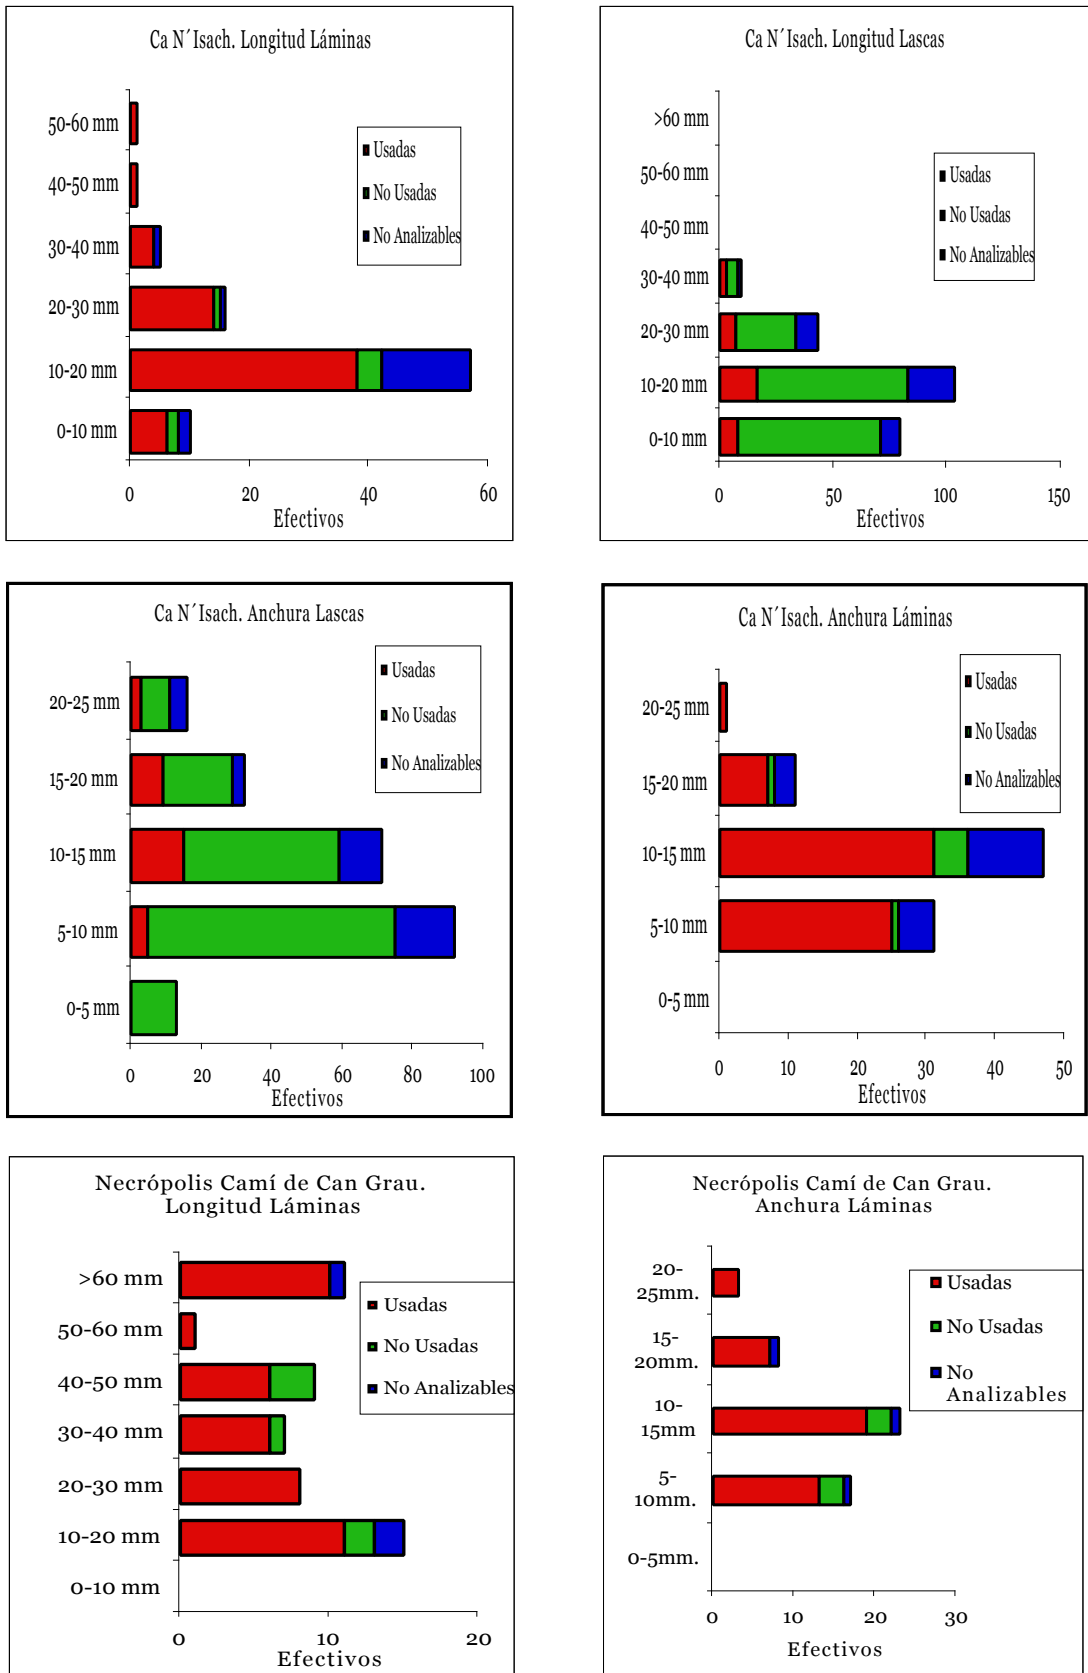 Ca N´Isach. Longitud Láminas
50-60 mm
40-50 mm
30-40 mm
20-30 mm
10-20 mm
0-10 mm
0 20 40 60
Efectivos
Usadas
No Usadas
No Analizables
Ca N´Isach. Longitud Lascas
>60 mm
50-60 mm
40-50 mm
30-40 mm
20-30 mm
10-20 mm
0-10 mm
0 50 100 150
Efectivos
Usadas
No Usadas
No Analizables
Ca N´Isach. Anchura Lascas
20-25 mm
15-20 mm
10-15 mm
5-10 mm
0-5 mm
0 20 40 60 80 100
Efectivos
Usadas
No Usadas
No Analizables
Ca N´Isach. Anchura Láminas
20-25 mm
15-20 mm
10-15 mm
5-10 mm
0-5 mm
0 10 20 30 40 50
Efectivos
Usadas
No Usadas
No Analizables
Necrópolis Camí de Can Grau.
Longitud Láminas
>60 mm
50-60 mm
40-50 mm
30-40 mm
20-30 mm
10-20 mm
0-10 mm
0 10 20
Efectivos
Usadas
No Usadas
No Analizables
Necrópolis Camí de Can Grau.
Anchura Láminas
20-
25mm.
15-
20mm.
10-
15mm
5-
10mm.
0-5mm.
0 10 20 30
Efectivos
Usadas
No Usadas
No
Analizables